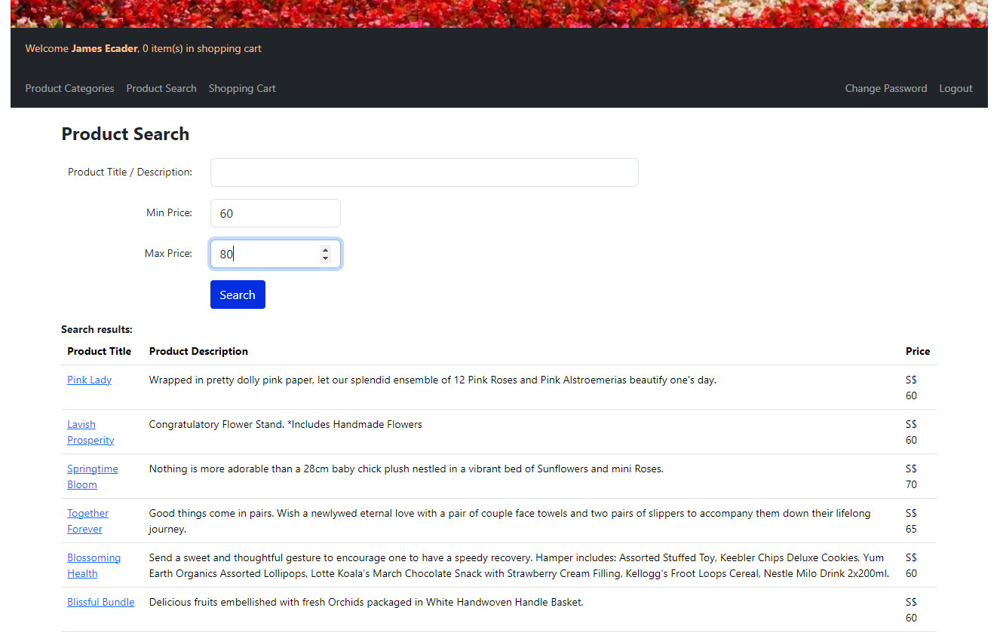 Welcome James Ecader, 0 item(s) in shopping cart
Product Categories Product Search Shopping Cart Change Password Logout
Product Search
Product Title / Description:
Min Price: 60
Max Price: 80
Search
Search results:
Product Title Product Description Price
Pink Lady Wrapped in pretty dolly pink paper, let our splendid ensemble of 12 Pink Roses and Pink Alstroemerias beautify one's day. S$
60
Lavish Congratulatory Flower Stand. *Includes Handmade Flowers S$
Prosperity 60
Springtime Nothing is more adorable than a 28cm baby chick plush nestled in a vibrant bed of Sunflowers and mini Roses. S$
Bloom 70
Together Good things come in pairs. Wish a newlywed eternal love with a pair of couple face towels and two pairs of slippers to accompany them down their lifelong S$
Forever journey. 65
Blossoming Send a sweet and thoughtful gesture to encourage one to have a speedy recovery. Hamper includes: Assorted Stuffed Toy, Keebler Chips Deluxe Cookies, Yum S$
Health Earth Organics Assorted Lollipops, Lotte Koala's March Chocolate Snack with Strawberry Cream Filling, Kellogg's Froot Loops Cereal, Nestle Milo Drink 2x200ml. 60
Blissful Bundle Delicious fruits embellished with fresh Orchids packaged in White Handwoven Handle Basket. S$
60